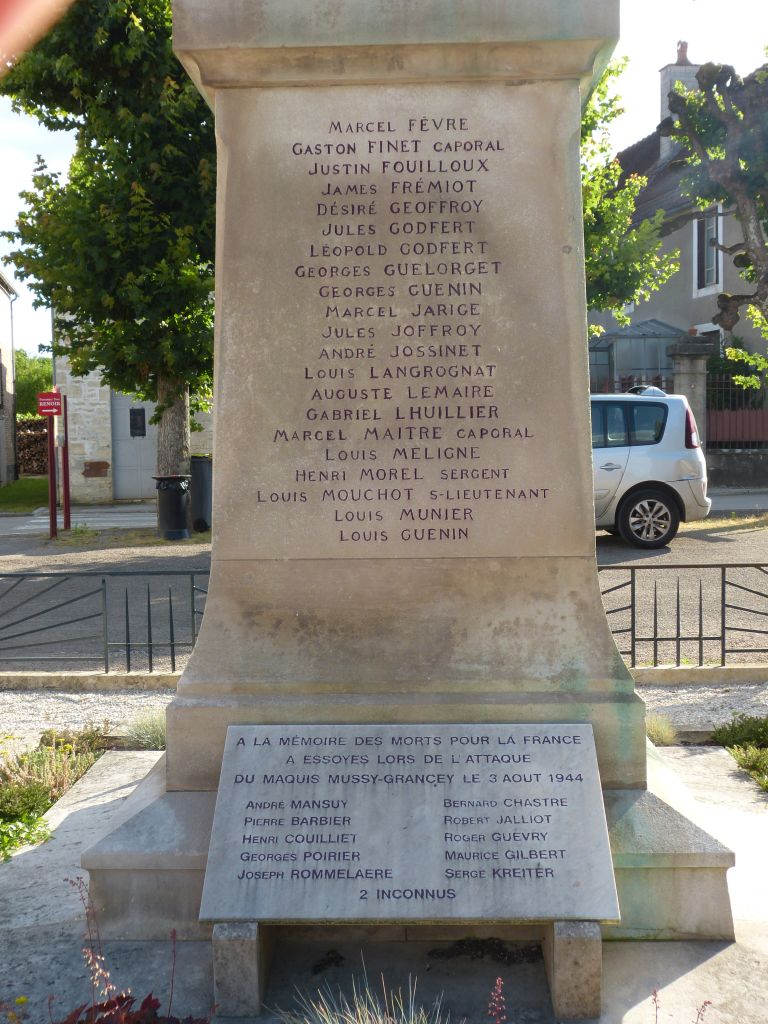 Marcel FÊVRE
Gaston FINET CAPORAL
Justin FOUILLOUX
James FRÉMIOT
Désiré GEOFFROY
Jules GODFERT
Léopold GODFERT
Georges GUELORGET
Georges GUENIN
Marcel JARIGE
Jules JOFFROY
André JOSSINET
Louis LANGROGNAT
Auguste LEMAIRE
Gabriel LHUILLIER
Marcel MAITRE CAPORAL
Louis MELIGNE
Henri MOREL SERGENT
Louis MOUCHOT S-LIEUTENANT
Louis MUNIER
Louis GUENIN
RENOIR
A LA MÉMOIRE DES MORTS POUR LA FRANCE
A ESSOYES LORS DE L'ATTAQUE
DU MAQUIS MUSSY-GRANCEY LE 3 AOUT 1944
André MANSUY
Pierre BARBIER
Henri COUILLIET
Georges POIRIER
Joseph ROMMELAERE
Bernard CHASTRE
Robert JALLIOT
Roger GUÉVRY
Maurice GILBERT
Serge KREITER
2 INCONNUS